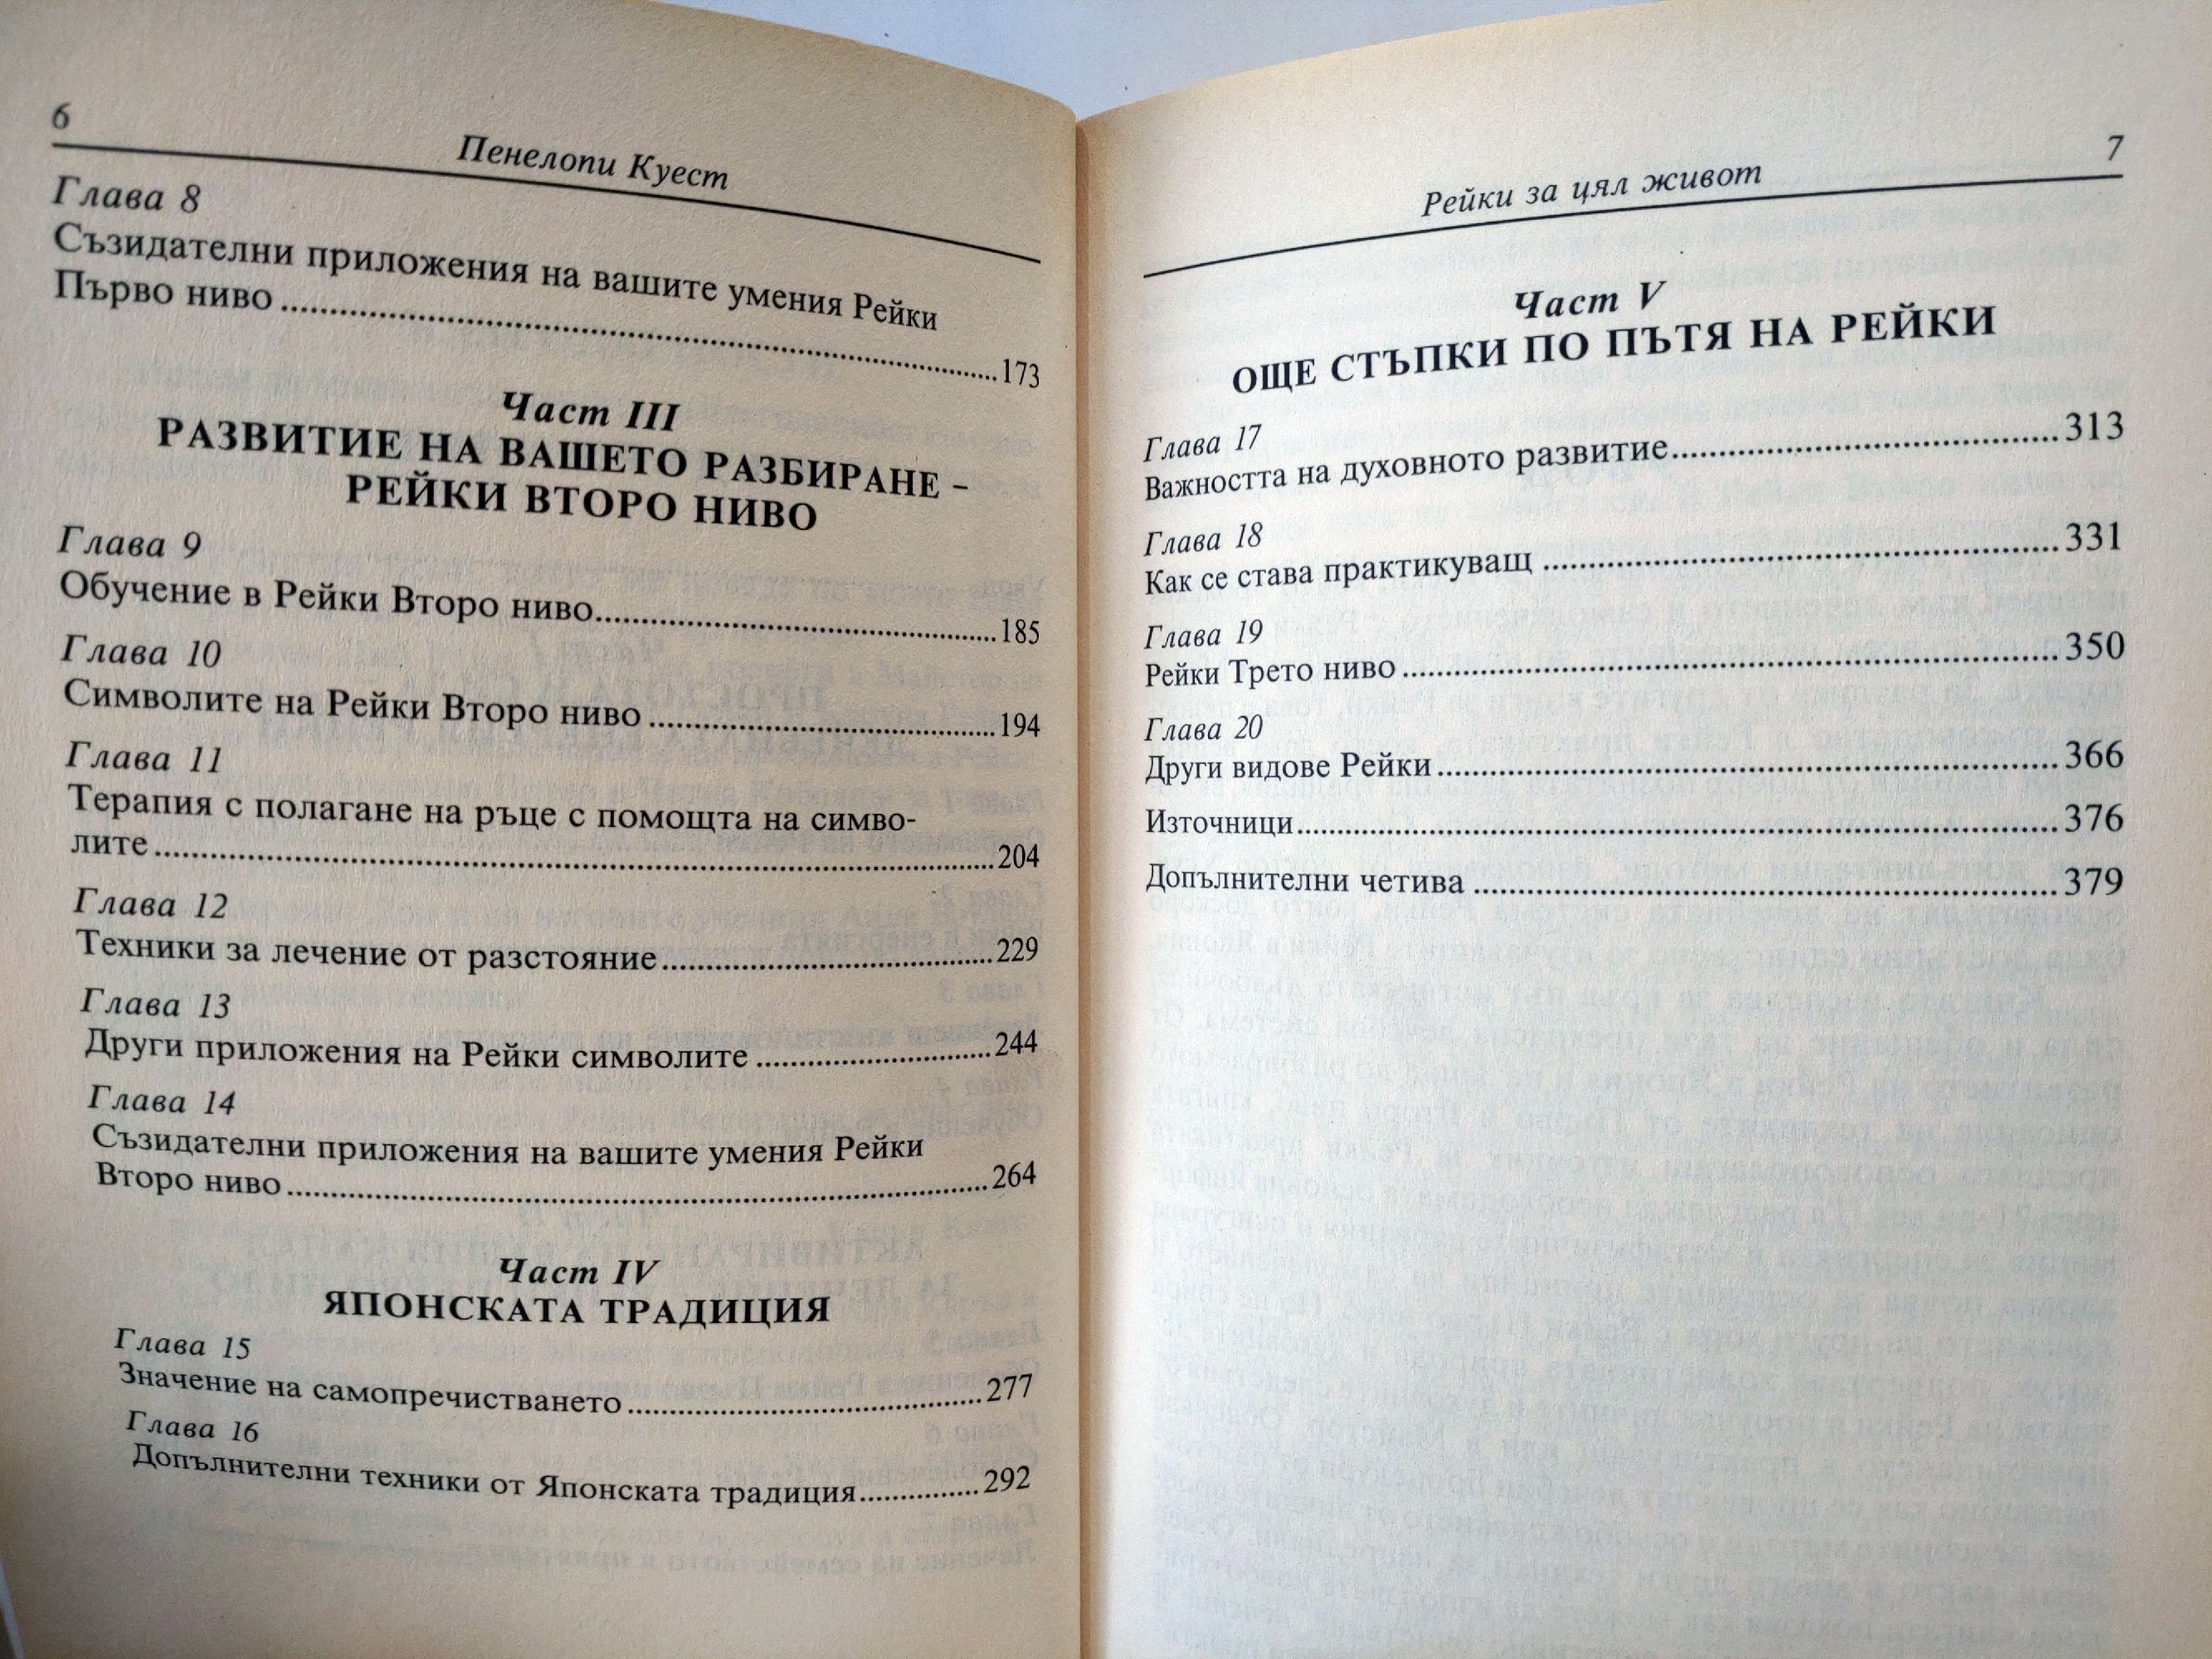 6
Пенелопи Куест
Глава 8
Съзидателни приложения на вашите умения Рейки
Първо ниво ........ 173
Част III
РАЗВИТИЕ НА ВАШЕТО РАЗБИРАНЕ –
РЕЙКИ ВТОРО НИВО
Глава 9
Обучение в Рейки Второ ниво ........ 185
Глава 10
Символите на Рейки Второ ниво ........ 194
Глава 11
Терапия с полагане на ръце с помощта на симво-
лите ........ 204
Глава 12
Техники за лечение от разстояние ........ 229
Глава 13
Други приложения на Рейки символите ........ 244
Глава 14
Съзидателни приложения на вашите умения Рейки
Второ ниво ........ 264
Част IV
ЯПОНСКАТА ТРАДИЦИЯ
Глава 15
Значение на самопречистването ........ 277
Глава 16
Допълнителни техники от Японската традиция ........ 292
Рейки за цял живот
7
Част V
ОЩЕ СТЪПКИ ПО ПЪТЯ НА РЕЙКИ
Глава 17
Важността на духовното развитие ........ 313
Глава 18
Как се става практикуващ ........ 331
Глава 19
Рейки Трето ниво ........ 350
Глава 20
Други видове Рейки ........ 366
Източници ........ 376
Допълнителни четива ........ 379